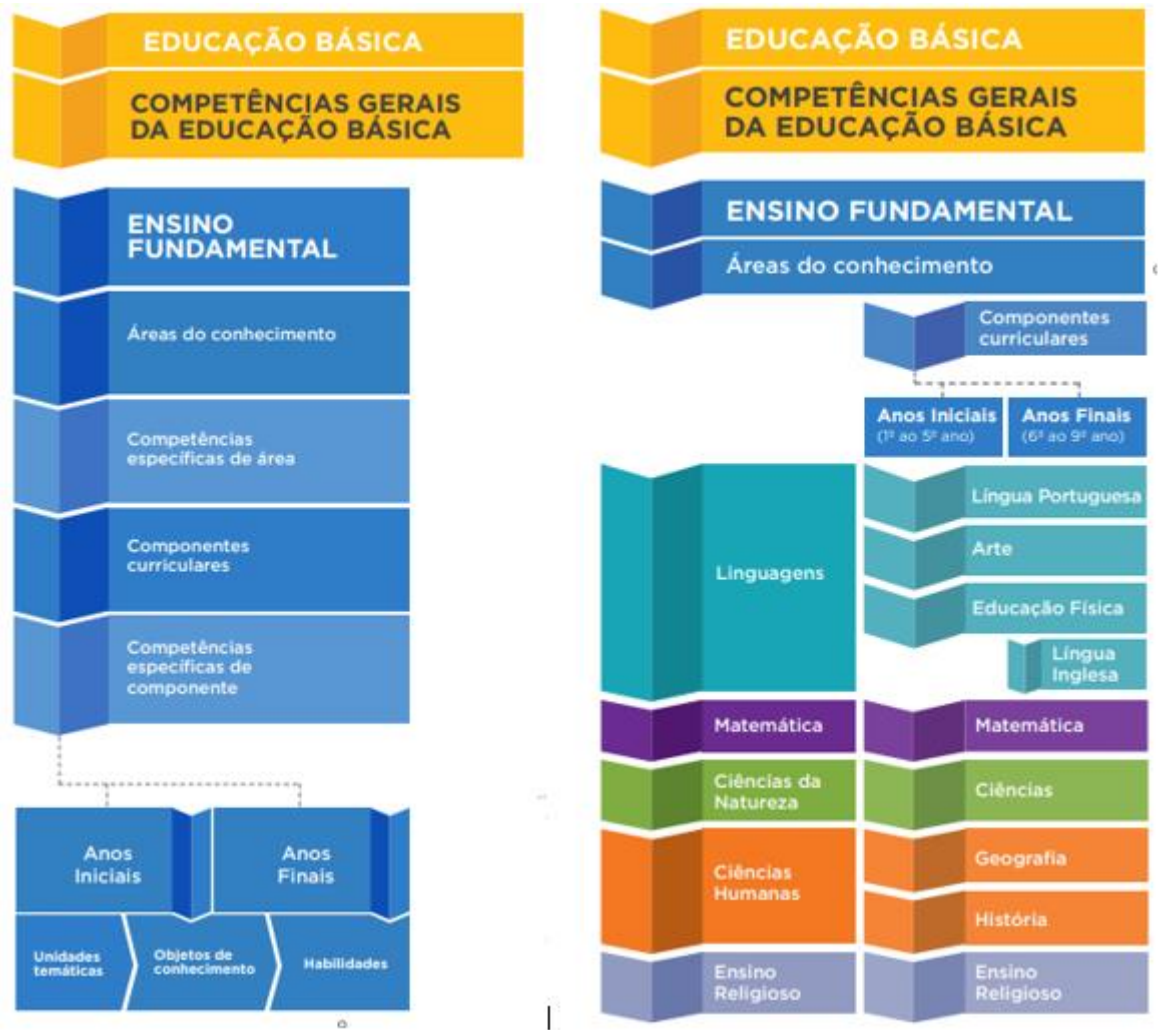 EDUCAÇÃO BÁSICA
COMPETÊNCIAS GERAIS
DA EDUCAÇÃO BÁSICA
ENSINO
FUNDAMENTAL
Áreas do conhecimento
Competências
específicas de área
Componentes
curriculares
Competências
específicas de
componente
Anos
Iniciais
Anos
Finais
Unidades
temáticas
Objetos de
conhecimento
Habilidades
EDUCAÇÃO BÁSICA
COMPETÊNCIAS GERAIS
DA EDUCAÇÃO BÁSICA
ENSINO FUNDAMENTAL
Áreas do conhecimento
Componentes
curriculares
Anos Iniciais
(1º ao 5º ano)
Anos Finais
(6º ao 9º ano)
Linguagens
Língua Portuguesa
Arte
Educação Física
Língua
Inglesa
Matemática
Matemática
Ciências da
Natureza
Ciências
Ciências
Humanas
Geografia
História
Ensino
Religioso
Ensino
Religioso